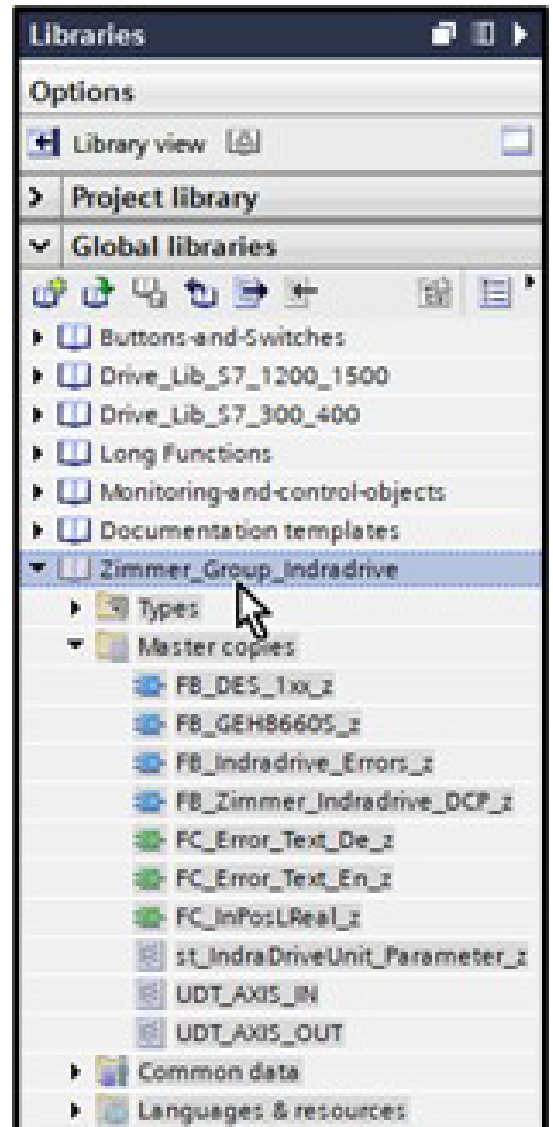 Libraries
Options
Library view
Project library
Global libraries
Buttons-and-Switches
Drive_Lib_S7_1200_1500
Drive_Lib_S7_300_400
Long Functions
Monitoring-and-control-objects
Documentation templates
Zimmer_Group_Indradrive
Types
Master copies
FB_DES_1xx_z
FB_GEH8660S_z
FB_Indradrive_Errors_z
FB_Zimmer_Indradrive_DCP_z
FC_Error_Text_De_z
FC_Error_Text_En_z
FC_InPosLReal_z
st_IndraDriveUnit_Parameter_z
UDT_AXIS_IN
UDT_AXIS_OUT
Common data
Languages & resources